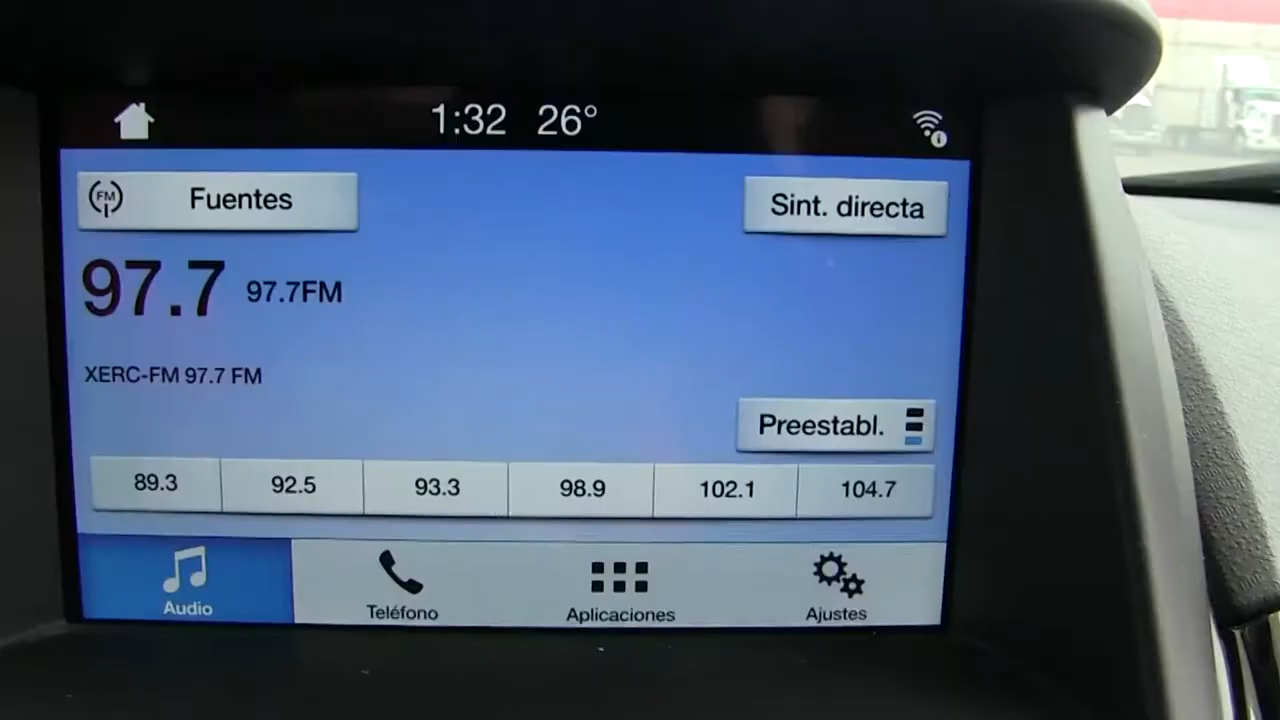 1:32 26°
FM Fuentes
Sint. directa
97.7 97.7FM
XERC-FM 97.7 FM
Preestabl.
89.3 92.5 93.3 98.9 102.1 104.7
Audio Teléfono Aplicaciones Ajustes